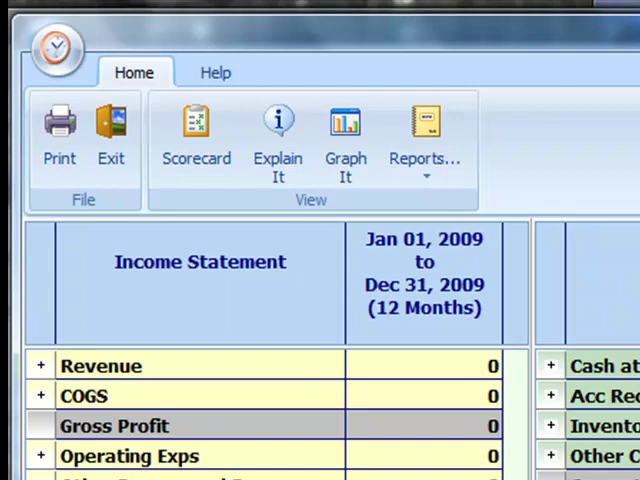 Home Help
Print Exit Scorecard Explain It Graph It Reports...
File View
Income Statement
Jan 01, 2009
to
Dec 31, 2009
(12 Months)
+ Revenue 0 + Cash at
+ COGS 0 + Acc Rec
Gross Profit 0 + Invento
+ Operating Exps 0 + Other C